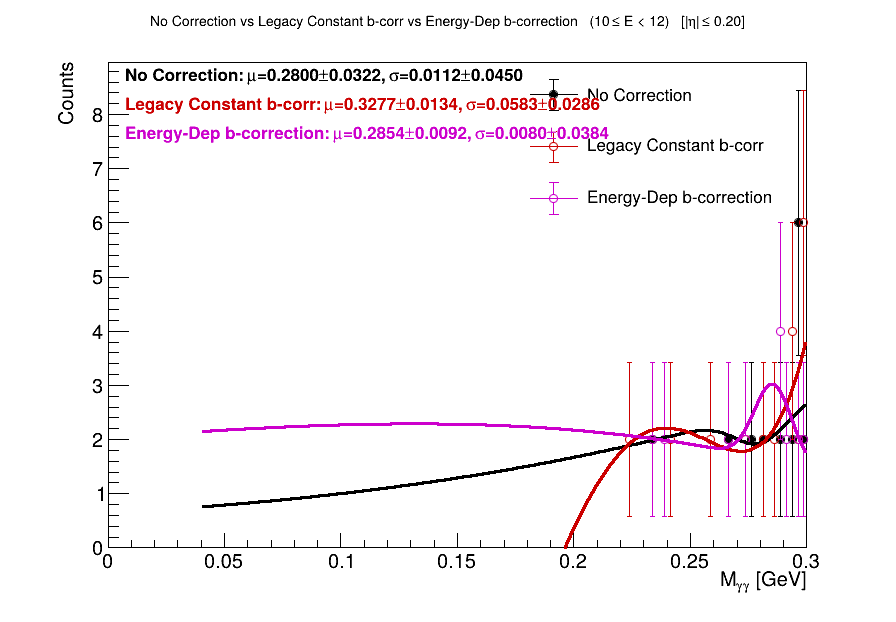 No Correction vs Legacy Constant b-corr vs Energy-Dep b-correction (10 ≤ E < 12) [|η| ≤ 0.20]
Counts
No Correction: μ=0.2800±0.0322, σ=0.0112±0.0450
Legacy Constant b-corr: μ=0.3277±0.0134, σ=0.0583±0.0286
Energy-Dep b-correction: μ=0.2854±0.0092, σ=0.0080±0.0384
No Correction
Legacy Constant b-corr
Energy-Dep b-correction
8
7
6
5
4
3
2
1
0
0 0.05 0.1 0.15 0.2 0.25 0.3
Mγγ [GeV]